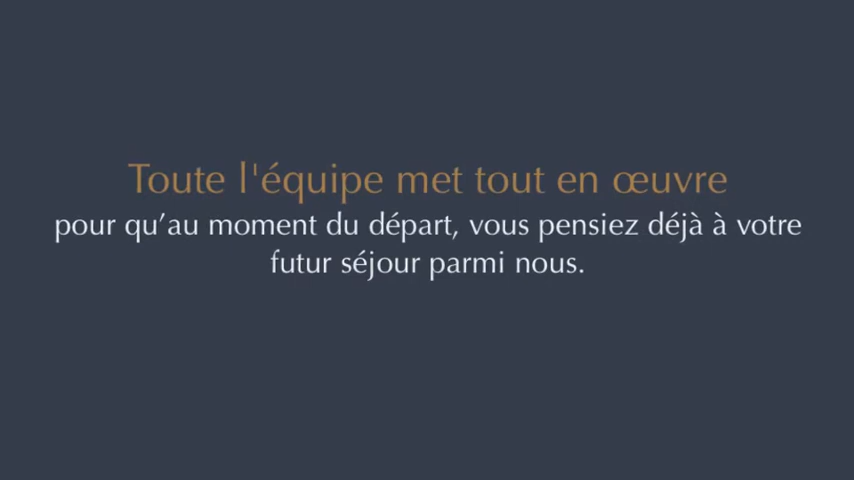 Toute l'équipe met tout en œuvre
pour qu’au moment du départ, vous pensiez déjà à votre
futur séjour parmi nous.